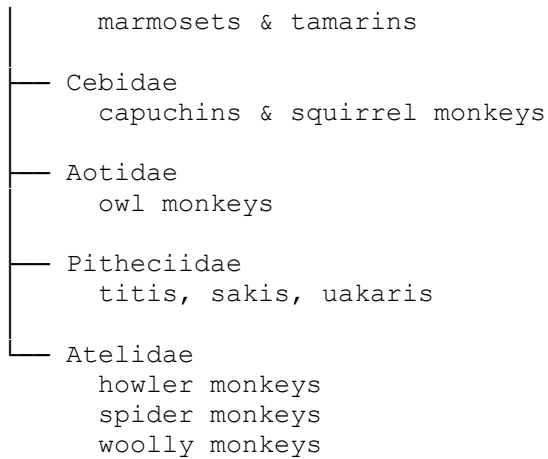 marmosets & tamarins
Cebidae
capuchins & squirrel monkeys
Aotidae
owl monkeys
Pitheciidae
titis, sakis, uakaris
Atelidae
howler monkeys
spider monkeys
woolly monkeys